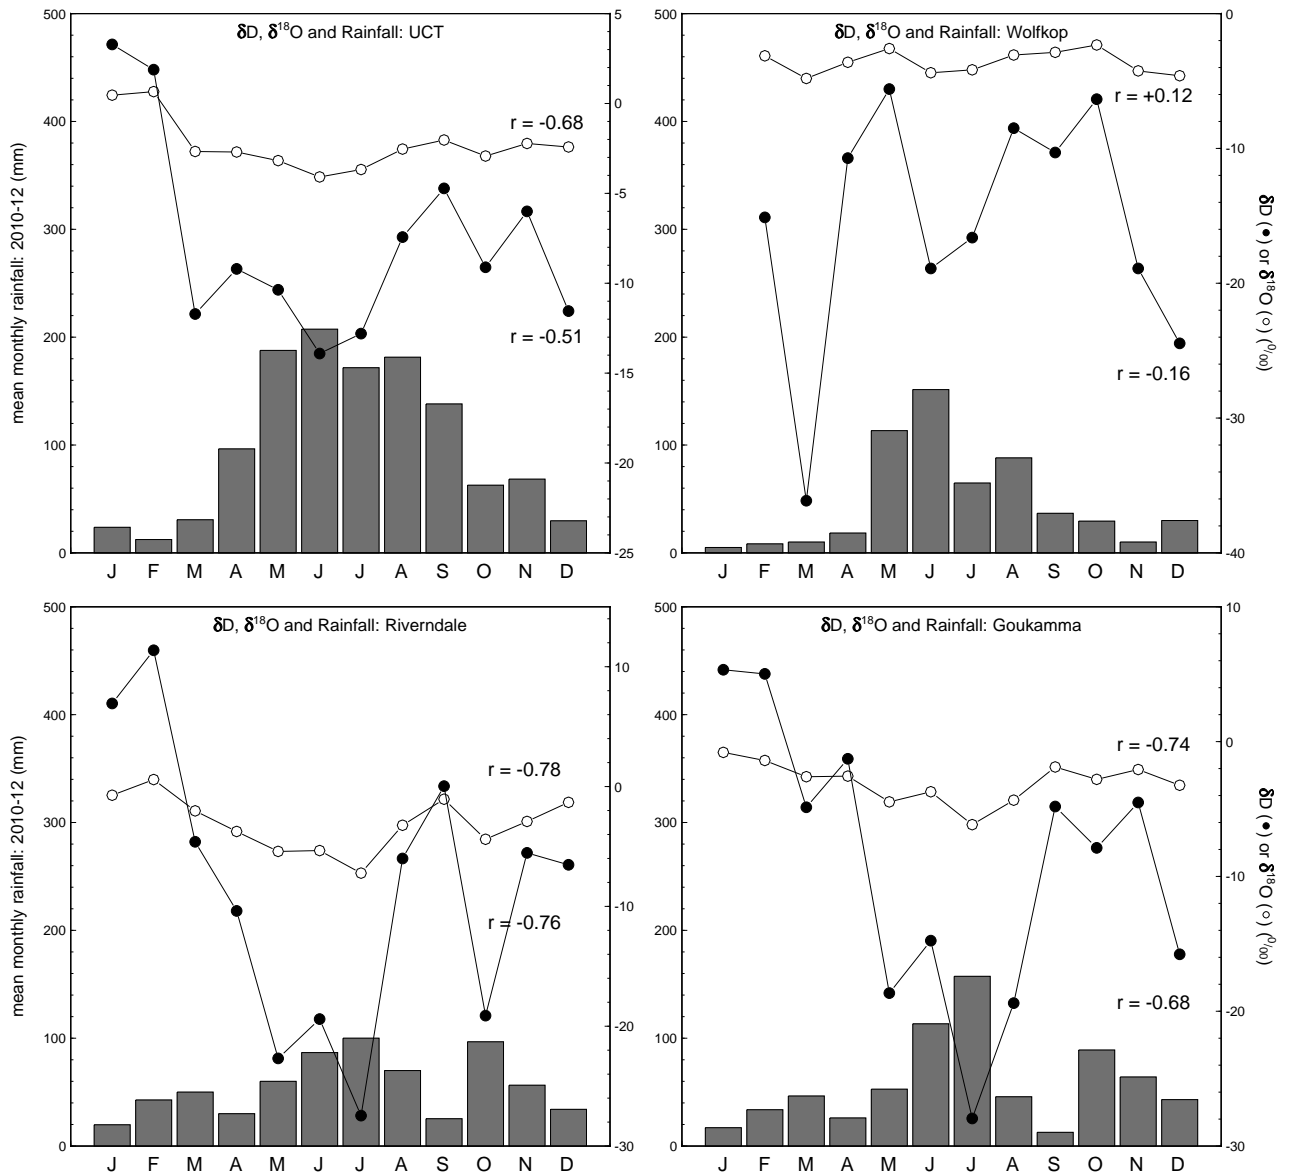 δD, δ18O and Rainfall: UCT
500
400
300
200
100
0
mean monthly rainfall: 2010-12 (mm)
5
0
-5
-10
-15
-20
-25
r = -0.68
r = -0.51
J F M A M J J A S O N D
δD, δ18O and Rainfall: Wolfkop
500
400
300
200
100
0
0
-10
-20
-30
-40
δD (●) or δ18O (○) (0/00)
r = +0.12
r = -0.16
J F M A M J J A S O N D
δD, δ18O and Rainfall: Riverndale
500
400
300
200
100
0
mean monthly rainfall: 2010-12 (mm)
10
0
-10
-20
-30
r = -0.78
r = -0.76
J F M A M J J A S O N D
δD, δ18O and Rainfall: Goukamma
500
400
300
200
100
0
10
0
-10
-20
-30
δD (●) or δ18O (○) (0/00)
r = -0.74
r = -0.68
J F M A M J J A S O N D